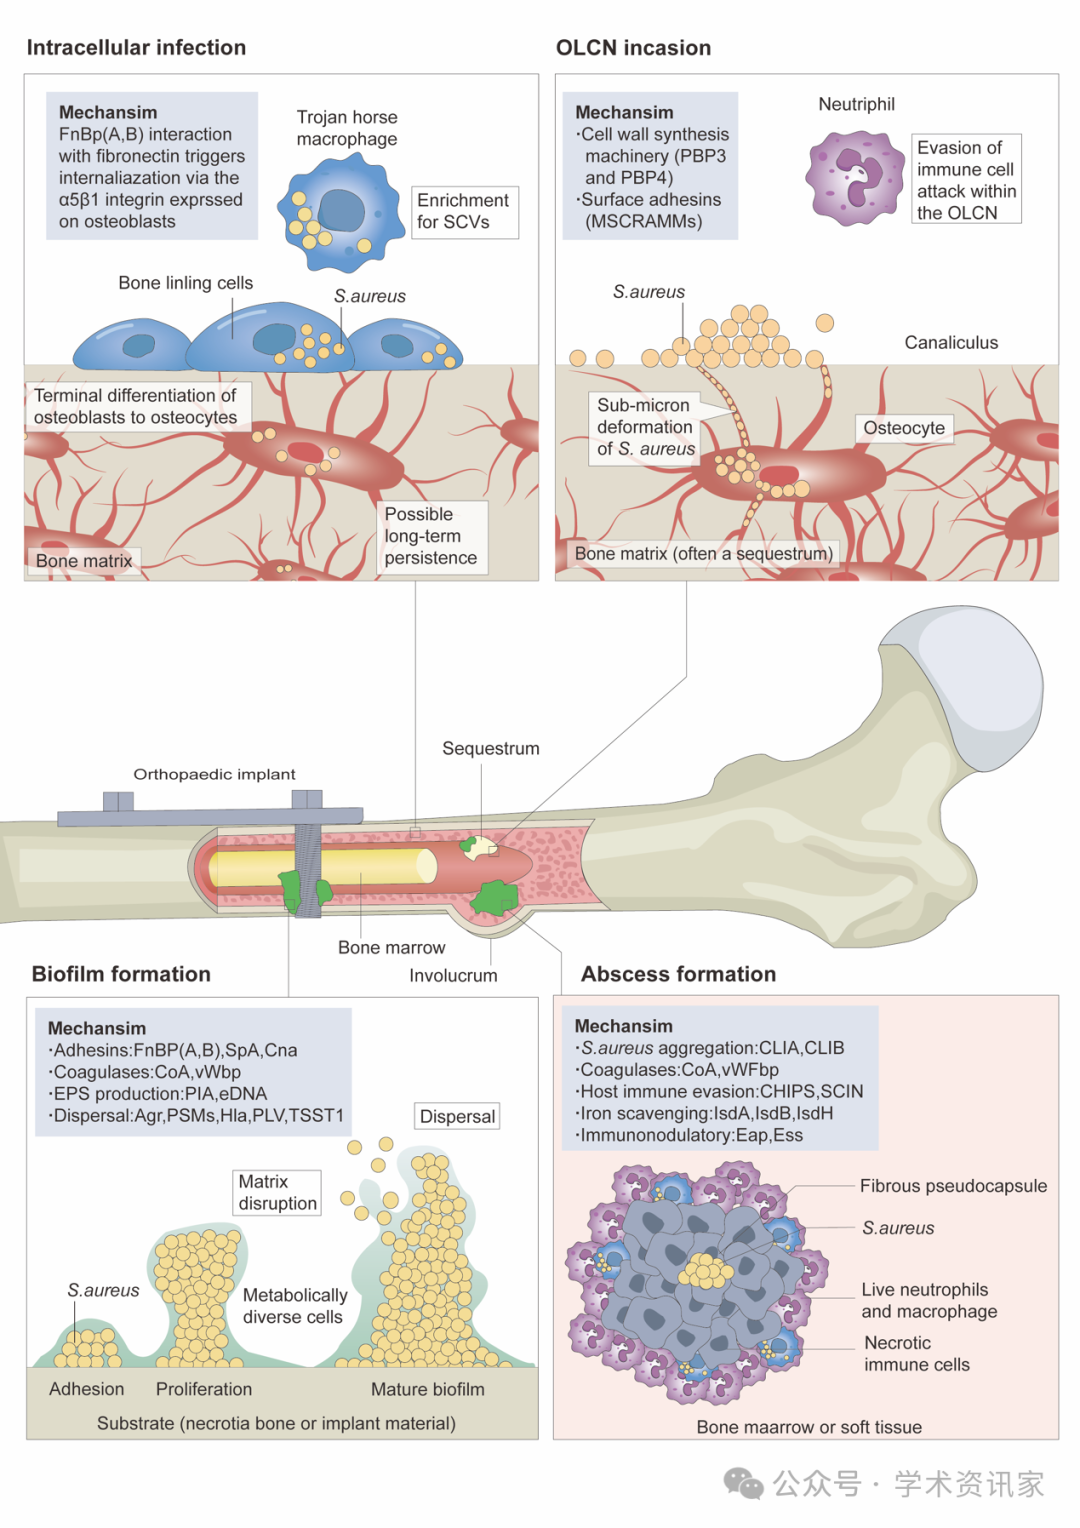 Intracellular infection
Mechansim
FnBp(A,B) interaction
with fibronectin triggers
internaliazation via the
α5β1 integrin exprssed
on osteoblasts
Trojan horse
macrophage
Enrichment
for SCVs
Bone linling cells
S.aureus
Terminal differentiation of
osteoblasts to osteocytes
Possible
long-term
persistence
Bone matrix
OLCN incasion
Mechansim
·Cell wall synthesis
machinery (PBP3
and PBP4)
·Surface adhesins
(MSCRAMMs)
Neutriphil
Evasion of
immune cell
attack within
the OLCN
S.aureus
Canaliculus
Sub-micron
deformation
of S. aureus
Osteocyte
Bone matrix (often a sequestrum)
Sequestrum
Orthopaedic implant
Bone marrow
Involucrum
Biofilm formation
Mechansim
·Adhesins:FnBP(A,B),SpA,Cna
·Coagulases:CoA,vWbp
·EPS production:PIA,eDNA
·Dispersal:Agr,PSMs,Hla,PLV,TSST1
Dispersal
Matrix
disruption
S.aureus
Metabolically
diverse cells
Adhesion
Proliferation
Mature biofilm
Substrate (necrotia bone or implant material)
Abscess formation
Mechansim
·S.aureus aggregation:CLIA,CLIB
·Coagulases:CoA,vWFbp
·Host immune evasion:CHIPS,SCIN
·Iron scavenging:IsdA,IsdB,IsdH
·Immunonodulatory:Eap,Ess
Fibrous pseudocapsule
S.aureus
Live neutrophils
and macrophage
Necrotic
immune cells
Bone maarrow or soft tissue
公众号 · 学术资讯家